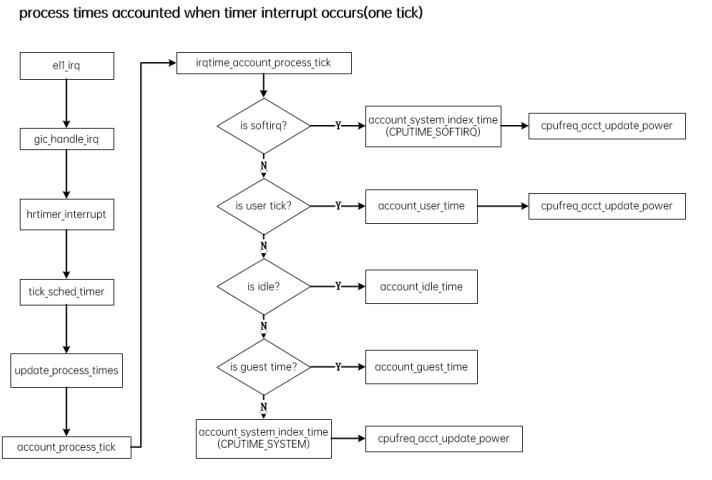 process times accounted when timer interrupt occurs(one tick)
el1_irq
gic_handle_irq
hrtimer_interrupt
tick_sched_timer
update_process_times
account_process_tick
irqtime_account_process_tick
is softirq?
Y
account_system_index_time
(CPUTIME_SOFTIRQ)
cpufreq_acct_update_power
N
is user tick?
Y
account_user_time
cpufreq_acct_update_power
N
is idle?
Y
account_idle_time
N
is guest time?
Y
account_guest_time
N
account_system_index_time
(CPUTIME_SYSTEM)
cpufreq_acct_update_power